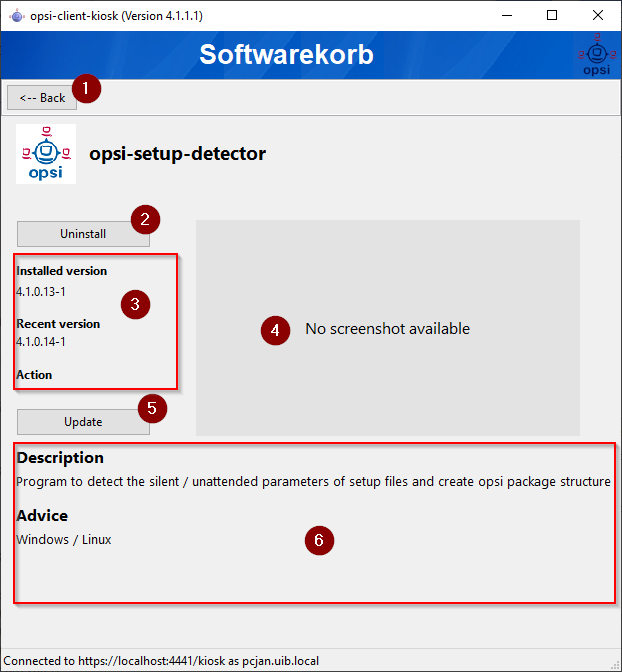 opsi-client-kiosk (Version 4.1.1.1)
Softwarekorb
opsi
<-- Back
1
opsi
opsi-setup-detector
2
Uninstall
Installed version
4.1.0.13-1
3
Recent version
4.1.0.14-1
Action
4
No screenshot available
5
Update
Description
Program to detect the silent / unattended parameters of setup files and create opsi package structure
Advice
Windows / Linux
6
Connected to https://localhost:4441/kiosk as pcjan.uib.local